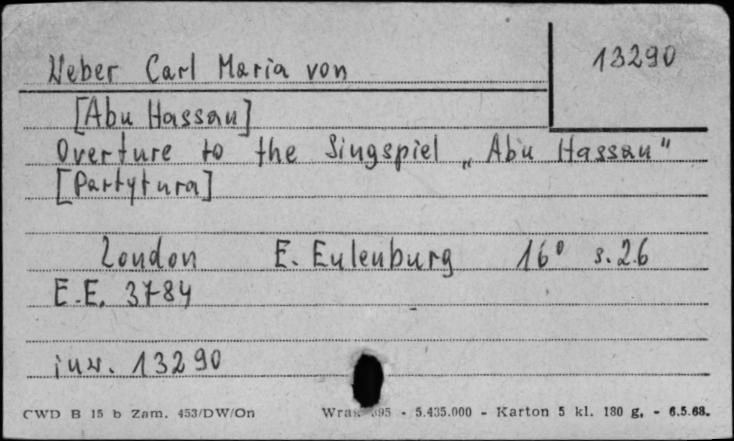 13290
Weber Carl Maria von
[Abu Hassan]
Overture to the Singspiel „Abu Hassan"
[Partytura]
London E. Eulenburg 16° s. 26
E.E. 3784
inw. 13290
CWD B 15 b Zam. 453/DW/On 395 - 5.435.000 - Karton 5 kl. 180 g. - 6.5.68.